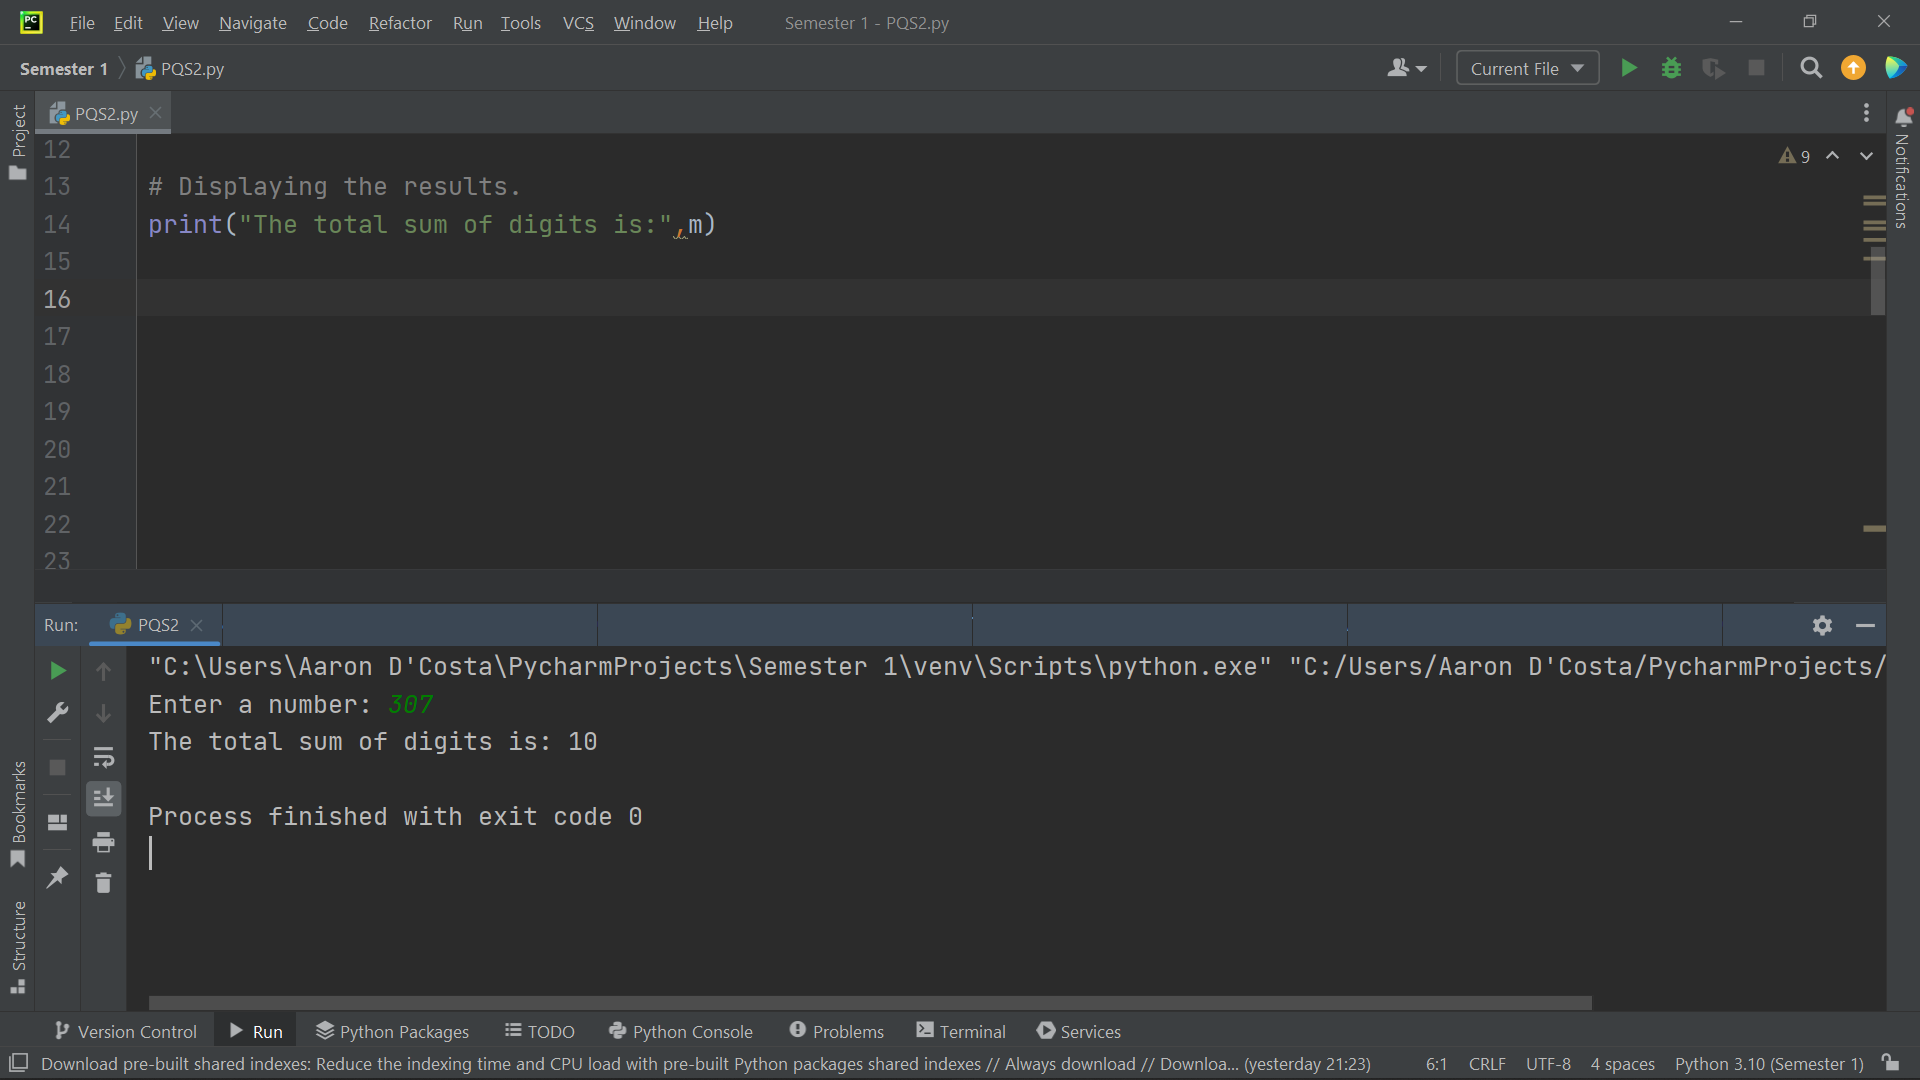 PC
File Edit View Navigate Code Refactor Run Tools VCS Window Help Semester 1 - PQS2.py
Semester 1 PQS2.py Current File
PQS2.py
Project
Notifications
9
12
13 # Displaying the results.
14 print("The total sum of digits is:",m)
15
16
17
18
19
20
21
22
23
Run: PQS2
"C:\Users\Aaron D'Costa\PycharmProjects\Semester 1\venv\Scripts\python.exe" "C:/Users/Aaron D'Costa/PycharmProjects/
Enter a number: 307
The total sum of digits is: 10
Process finished with exit code 0
Bookmarks
Structure
Version Control Run Python Packages TODO Python Console Problems Terminal Services
Download pre-built shared indexes: Reduce the indexing time and CPU load with pre-built Python packages shared indexes // Always download // Downloa... (yesterday 21:23) 6:1 CRLF UTF-8 4 spaces Python 3.10 (Semester 1)